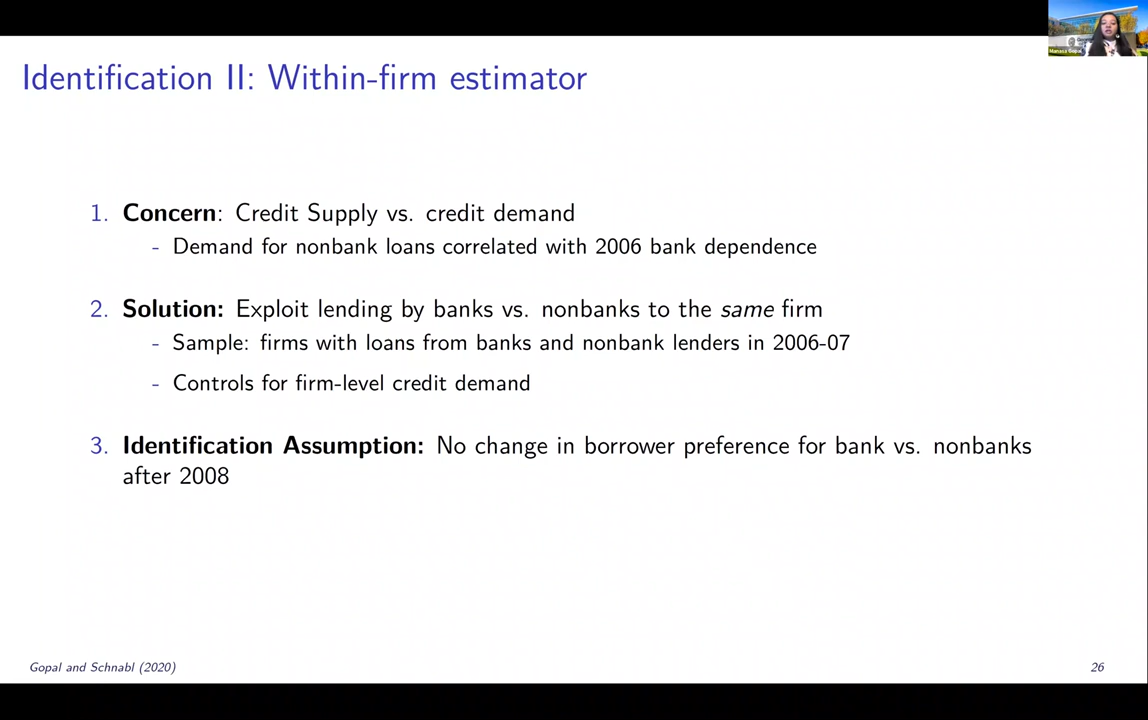 Manasa Gopal
Identification II: Within-firm estimator
1. Concern: Credit Supply vs. credit demand
- Demand for nonbank loans correlated with 2006 bank dependence
2. Solution: Exploit lending by banks vs. nonbanks to the same firm
- Sample: firms with loans from banks and nonbank lenders in 2006-07
- Controls for firm-level credit demand
3. Identification Assumption: No change in borrower preference for bank vs. nonbanks
after 2008
Gopal and Schnabl (2020)
26